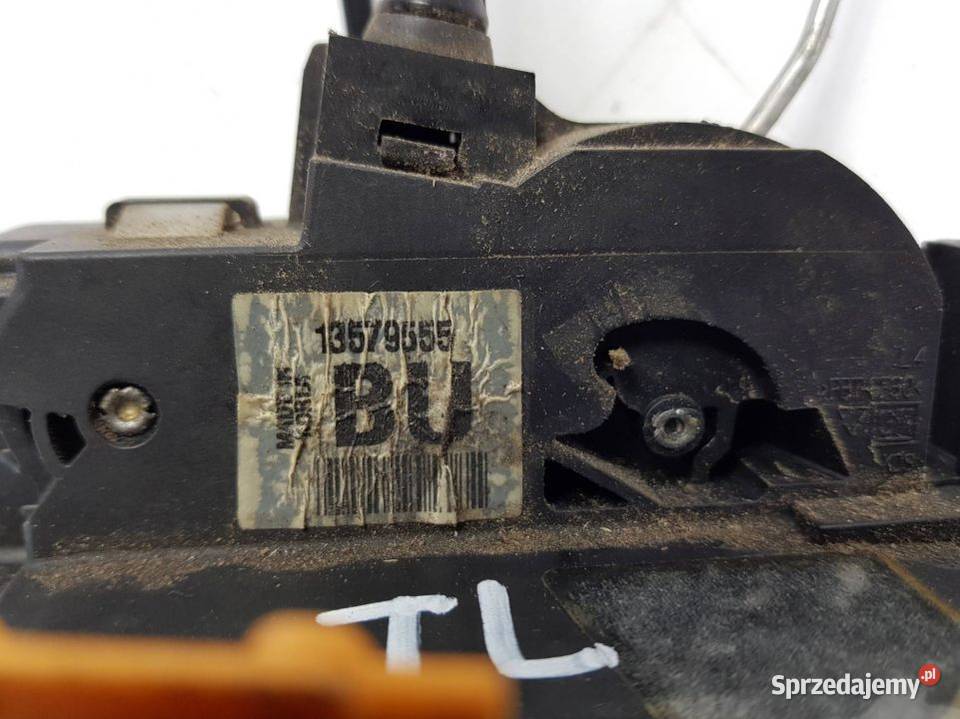 13579555
MADE IN
KOREA
BU
TL
Sprzedajemy.pl